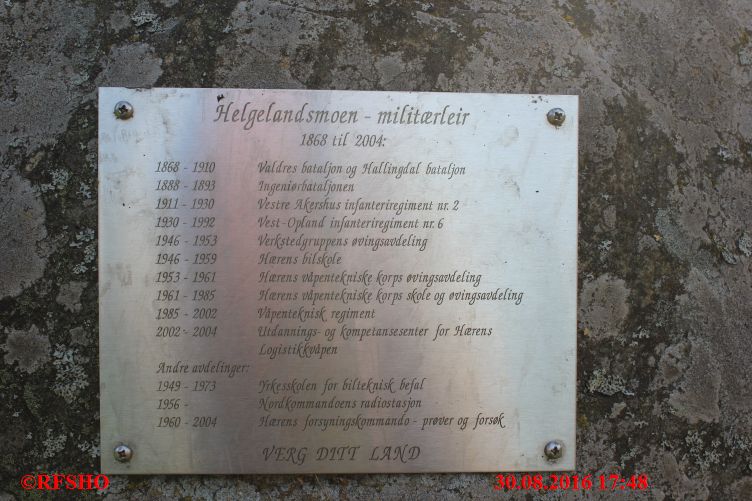 Helgelandsmoen - militærleir
1868 til 2004:
1868 - 1910 Valdres bataljon og Hallingdal bataljon
1888 - 1893 Ingeniørbataljonen
1911 - 1930 Vestre Akershus infanteriregiment nr. 2
1930 - 1992 Vest-Opland infanteriregiment nr. 6
1946 - 1953 Verkstedgruppens øvingsavdeling
1946 - 1959 Hærens bilskole
1953 - 1961 Hærens våpentekniske korps øvingsavdeling
1961 - 1985 Hærens våpentekniske korps skole og øvingsavdeling
1985 - 2002 Våpenteknisk regiment
2002 - 2004 Utdannings- og kompetansesenter for Hærens
Logistikkvåpen
Andre avdelinger:
1949 - 1973 Yrkesskolen for bilteknisk befal
1956 - Nordkommandoens radiostasjon
1960 - 2004 Hærens forsyningskommando - prøver og forsøk
VERG DITT LAND
©RFSHO
30.08.2016 17:48